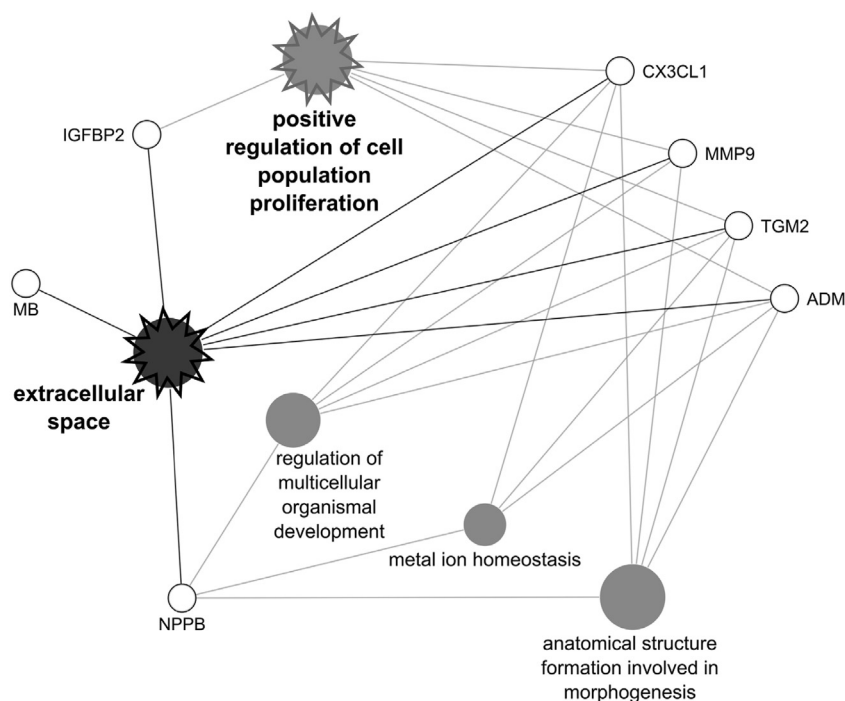 CX3CL1
IGFBP2
positive
regulation of cell
population
proliferation
MMP9
TGM2
MB
ADM
extracellular
space
regulation of
multicellular
organismal
development
metal ion homeostasis
NPPB
anatomical structure
formation involved in
morphogenesis